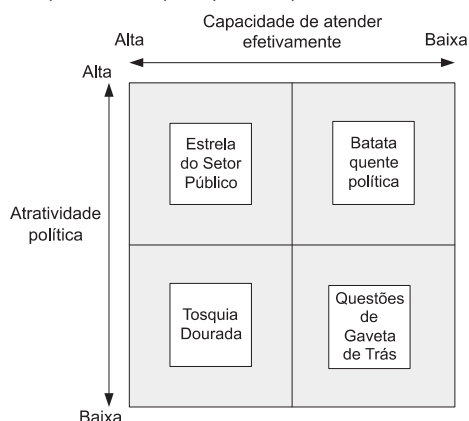 Capacidade de atender
efetivamente
Alta
Baixa
Alta
Estrela
do Setor
Público
Batata
quente
política
Atratividade
política
Tosquia
Dourada
Questões
de
Gaveta
de Trás
Baixa